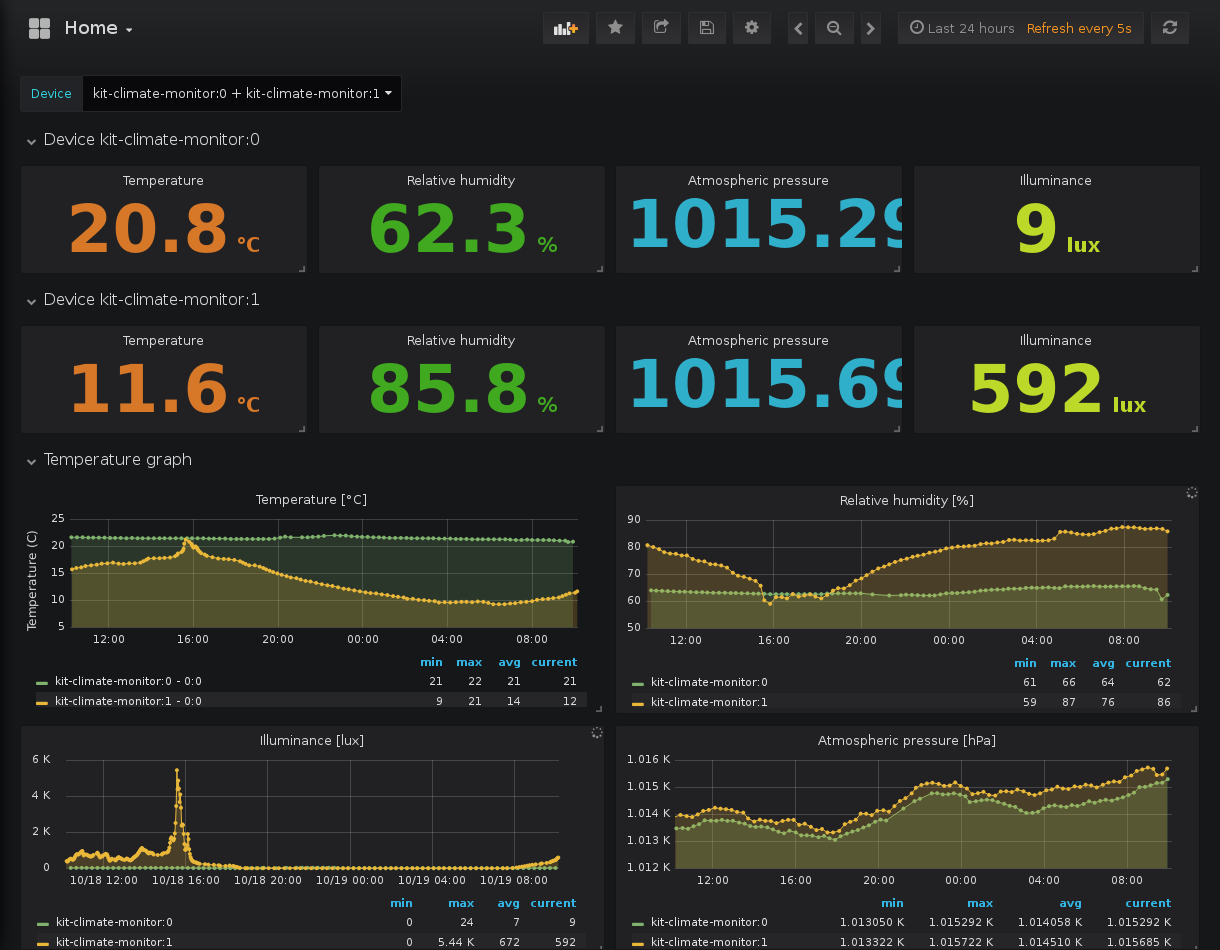 Home
Last 24 hours Refresh every 5s
Device kit-climate-monitor:0 + kit-climate-monitor:1
Device kit-climate-monitor:0
Temperature Relative humidity Atmospheric pressure Illuminance
20.8 °C 62.3 % 1015.29 9 lux
Device kit-climate-monitor:1
Temperature Relative humidity Atmospheric pressure Illuminance
11.6 °C 85.8 % 1015.69 592 lux
Temperature graph
Temperature [°C]
Temperature (C)
25
20
15
10
5
12:00 16:00 20:00 00:00 04:00 08:00
min max avg current
kit-climate-monitor:0 - 0:0 21 22 21 21
kit-climate-monitor:1 - 0:0 9 21 14 12
Relative humidity [%]
90
80
70
60
50
12:00 16:00 20:00 00:00 04:00 08:00
min max avg current
kit-climate-monitor:0 61 66 64 62
kit-climate-monitor:1 59 87 76 86
Illuminance [lux]
6 K
4 K
2 K
0
10/18 12:00 10/18 16:00 10/18 20:00 10/19 00:00 10/19 04:00 10/19 08:00
min max avg current
kit-climate-monitor:0 0 24 7 9
kit-climate-monitor:1 0 5.44 K 672 592
Atmospheric pressure [hPa]
1.016 K
1.015 K
1.014 K
1.013 K
1.012 K
12:00 16:00 20:00 00:00 04:00 08:00
min max avg current
kit-climate-monitor:0 1.013050 K 1.015292 K 1.014058 K 1.015292 K
kit-climate-monitor:1 1.013322 K 1.015722 K 1.014510 K 1.015685 K